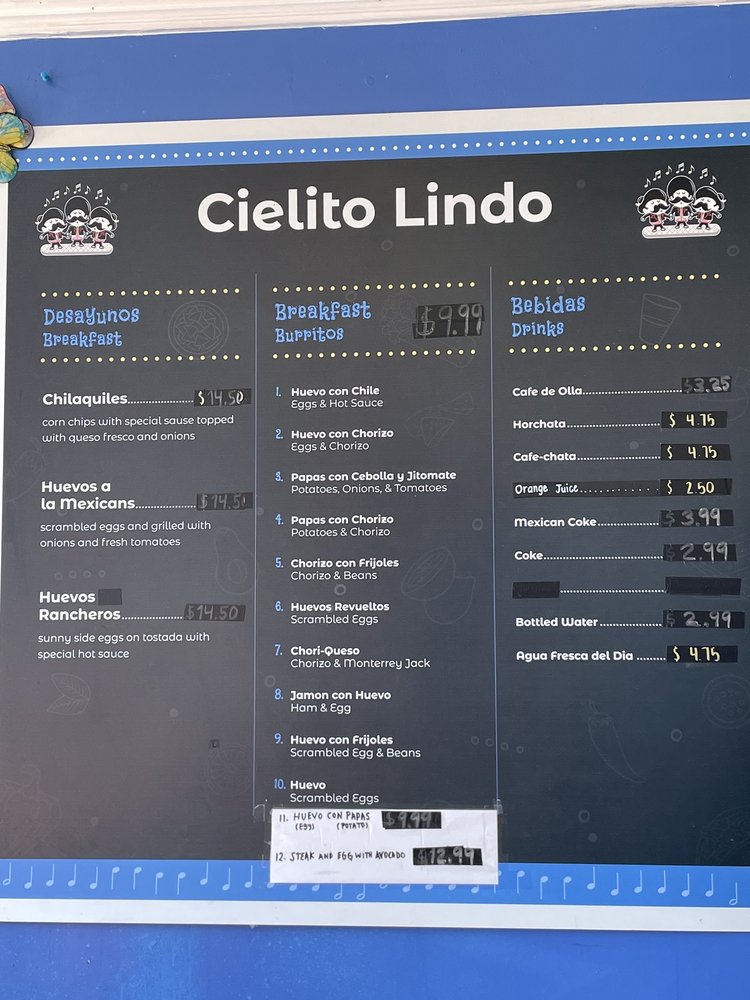 Cielito Lindo
Desayunos
Breakfast
Chilaquiles.................$14.50
corn chips with special sause topped
with queso fresco and onions
Huevos a
la Mexicans................$14.50
scrambled eggs and grilled with
onions and fresh tomatoes
Huevos
Rancheros................$14.50
sunny side eggs on tostada with
special hot sauce
Breakfast $9.99
Burritos
1. Huevo con Chile
Eggs & Hot Sauce
2. Huevo con Chorizo
Eggs & Chorizo
3. Papas con Cebolla y Jitomate
Potatoes, Onions, & Tomatoes
4. Papas con Chorizo
Potatoes & Chorizo
5. Chorizo con Frijoles
Chorizo & Beans
6. Huevos Revueltos
Scrambled Eggs
7. Chori-Queso
Chorizo & Monterrey Jack
8. Jamon con Huevo
Ham & Egg
9. Huevo con Frijoles
Scrambled Egg & Beans
10. Huevo
Scrambled Eggs
11. HUEVO CON PAPAS $9.99
(EGG) (POTATO)
12. STEAK AND EGG WITH AVOCADO $12.99
Bebidas
Drinks
Cafe de Olla.......................$3.25
Horchata.......................$ 4.75
Cafe-chata....................$ 4.75
Orange Juice............$ 2.50
Mexican Coke................$3.99
Coke.............................$2.99
Bottled Water ................$2.99
Agua Fresca del Dia ........$ 4.75